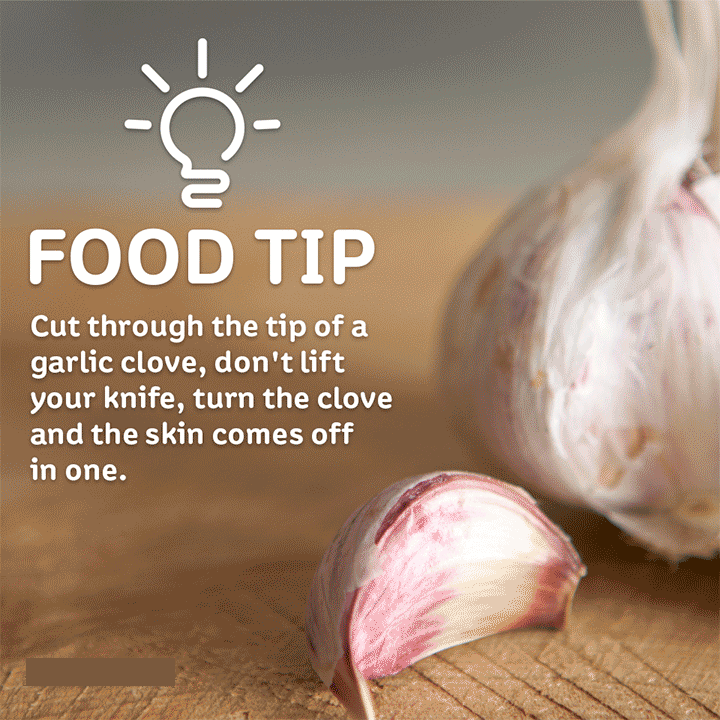 FOOD TIP
Cut through the tip of a
garlic clove, don't lift
your knife, turn the clove
and the skin comes off
in one.